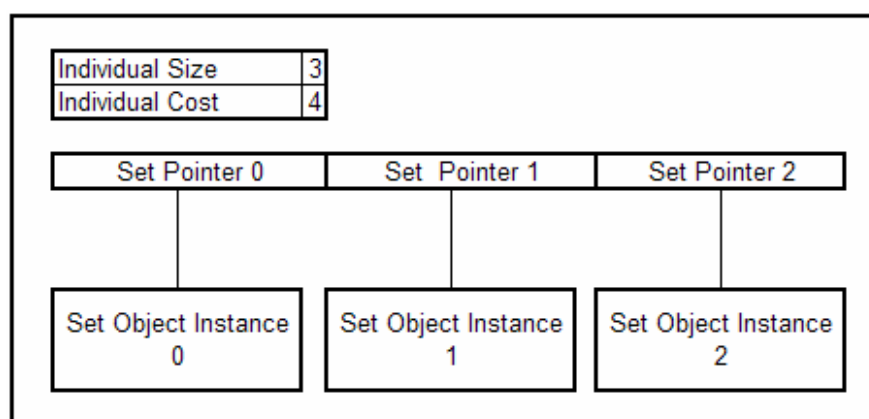 Individual Size 3
Individual Cost 4
Set Pointer 0 Set Pointer 1 Set Pointer 2
Set Object Instance Set Object Instance Set Object Instance
0 1 2